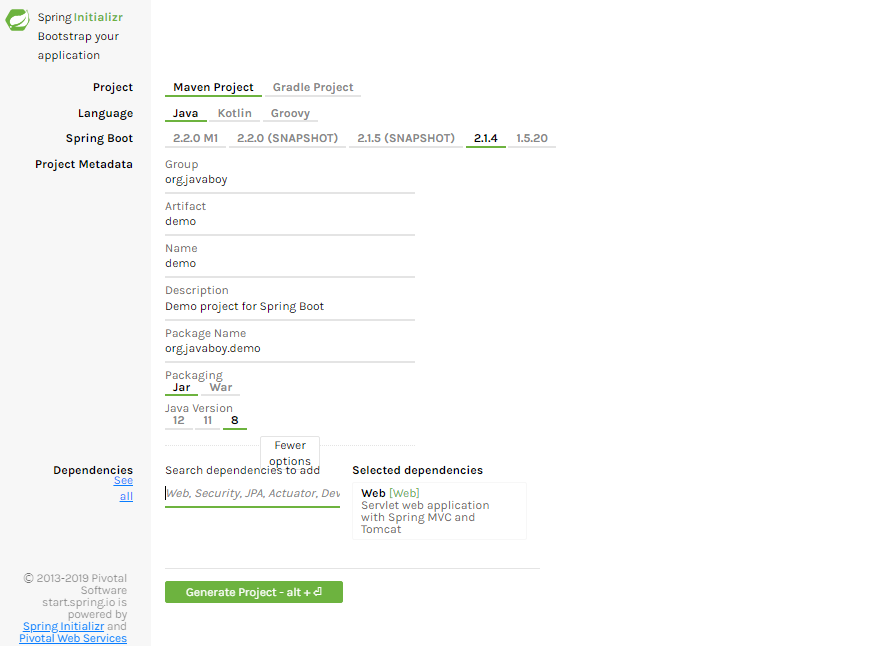 Spring Initializr
Bootstrap your
application
Project
Maven Project Gradle Project
Language
Java Kotlin Groovy
Spring Boot
2.2.0 M1 2.2.0 (SNAPSHOT) 2.1.5 (SNAPSHOT) 2.1.4 1.5.20
Project Metadata
Group
org.javaboy
Artifact
demo
Name
demo
Description
Demo project for Spring Boot
Package Name
org.javaboy.demo
Packaging
Jar War
Java Version
12 11 8
Fewer
options
Dependencies
See
all
Search dependencies to add
Web, Security, JPA, Actuator, Dev
Selected dependencies
Web [Web]
Servlet web application
with Spring MVC and
Tomcat
Generate Project - alt + ⏎
© 2013-2019 Pivotal
Software
start.spring.io is
powered by
Spring Initializr and
Pivotal Web Services